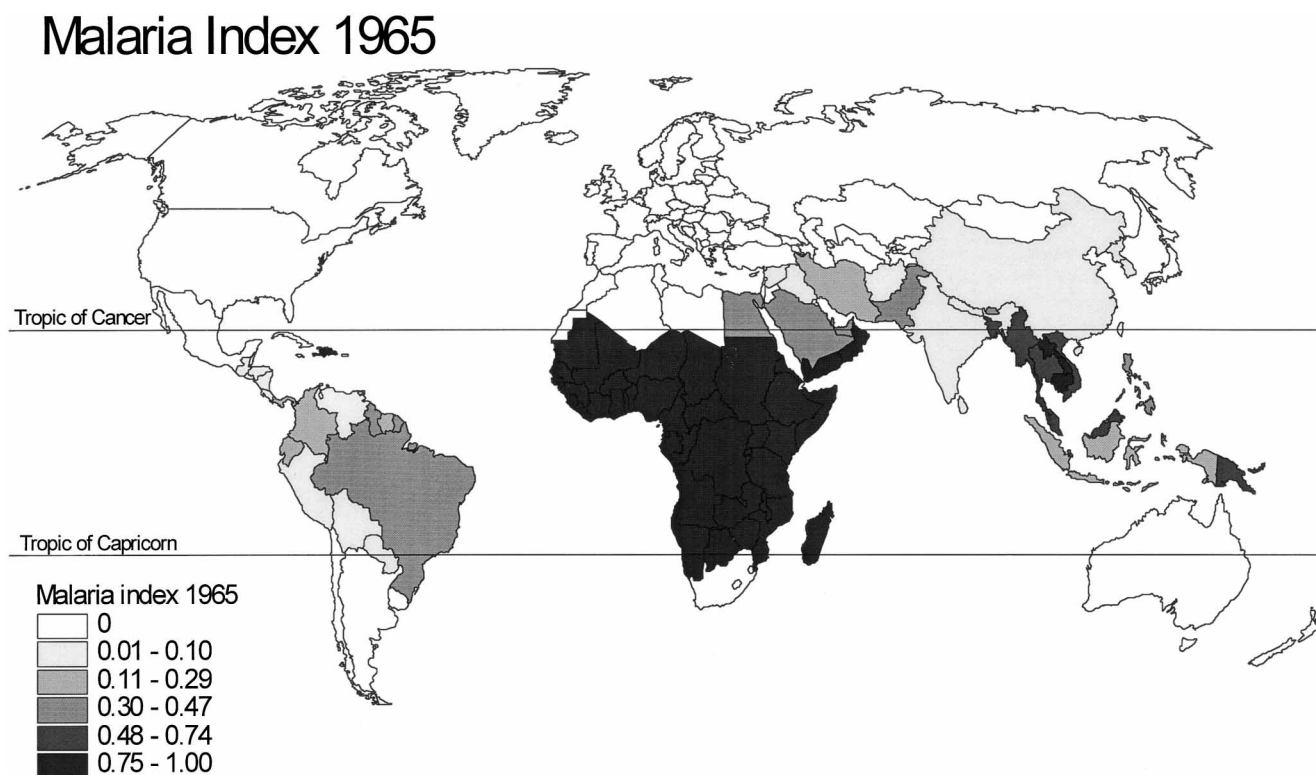 Malaria Index 1965
Tropic of Cancer
Tropic of Capricorn
Malaria index 1965
0
0.01 - 0.10
0.11 - 0.29
0.30 - 0.47
0.48 - 0.74
0.75 - 1.00